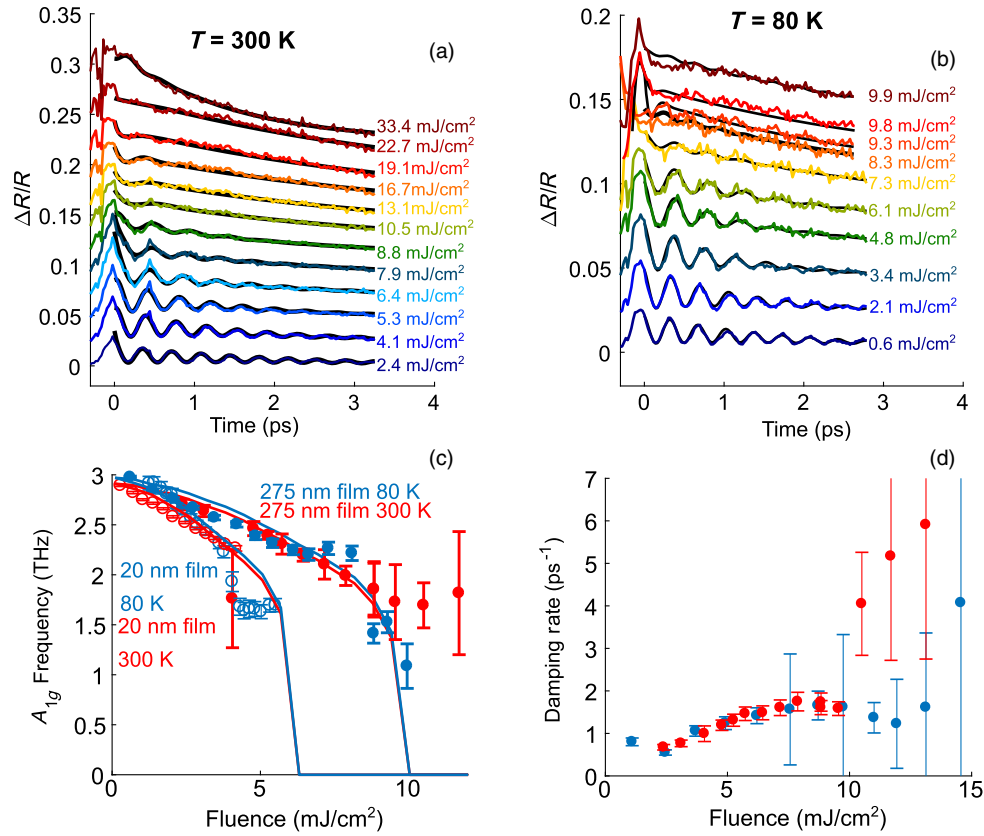 T = 300 K
(a)
ΔR/R
0.3
0.25
0.2
0.15
0.1
0.05
0
33.4 mJ/cm²
22.7 mJ/cm²
19.1mJ/cm²
16.7mJ/cm²
13.1mJ/cm²
10.5 mJ/cm²
8.8 mJ/cm²
7.9 mJ/cm²
6.4 mJ/cm²
5.3 mJ/cm²
4.1 mJ/cm²
2.4 mJ/cm²
0 1 2 3 4
Time (ps)
T = 80 K
(b)
ΔR/R
0.2
0.15
0.1
0.05
0
9.9 mJ/cm²
9.8 mJ/cm²
9.3 mJ/cm²
8.3 mJ/cm²
7.3 mJ/cm²
6.1 mJ/cm²
4.8 mJ/cm²
3.4 mJ/cm²
2.1 mJ/cm²
0.6 mJ/cm²
0 1 2 3 4
Time (ps)
(c)
A1g Frequency (THz)
3
2.5
2
1.5
1
0.5
0
275 nm film 80 K
275 nm film 300 K
20 nm film
80 K
20 nm film
300 K
0 5 10
Fluence (mJ/cm²)
(d)
Damping rate (ps⁻¹)
7
6
5
4
3
2
1
0
0 5 10 15
Fluence (mJ/cm²)